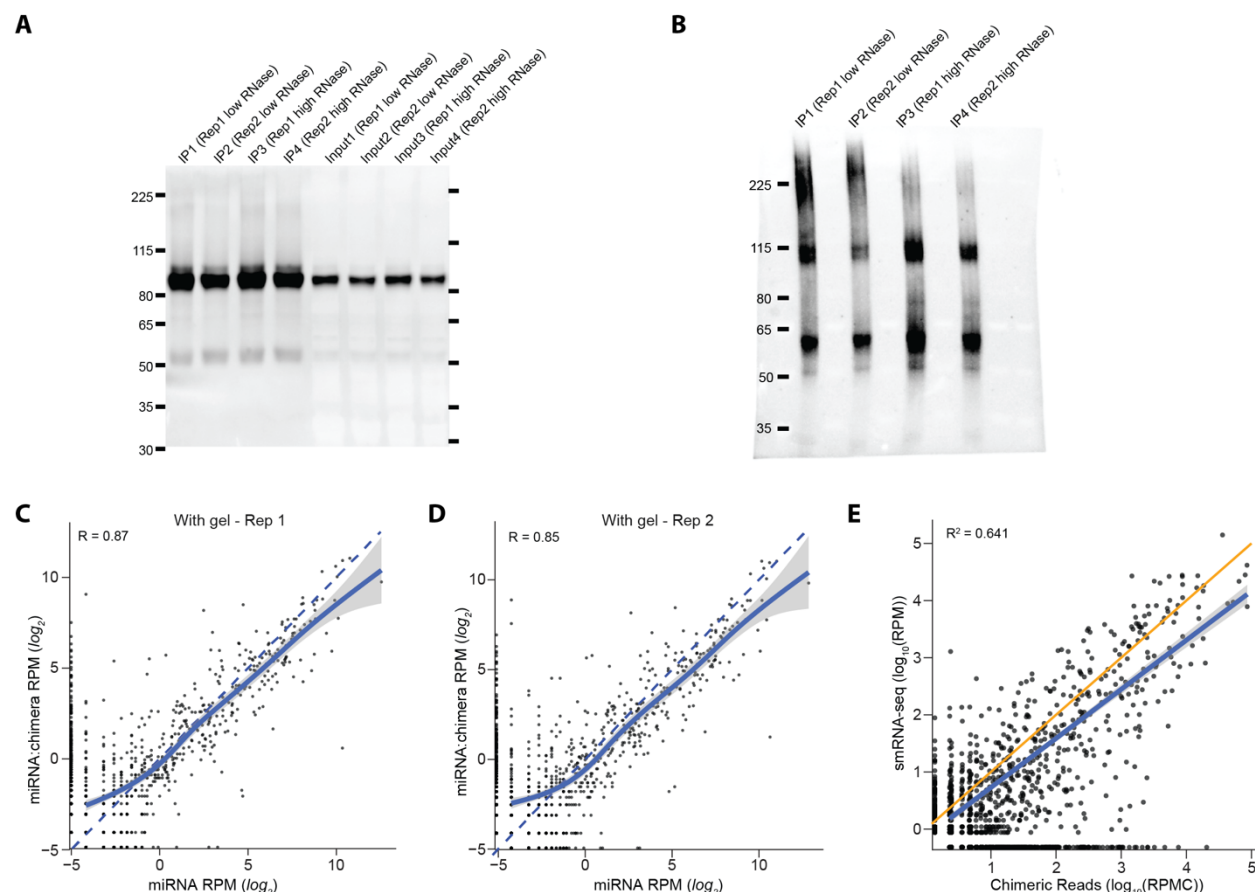 A
IP1 (Rep1 low RNase)
IP2 (Rep2 low RNase)
IP3 (Rep1 high RNase)
IP4 (Rep2 high RNase)
Input1 (Rep1 low RNase)
Input2 (Rep2 low RNase)
Input3 (Rep1 high RNase)
Input4 (Rep2 high RNase)
225
115
80
65
50
35
30
B
IP1 (Rep1 low RNase)
IP2 (Rep2 low RNase)
IP3 (Rep1 high RNase)
IP4 (Rep2 high RNase)
225
115
80
65
50
35
C
With gel - Rep 1
R = 0.87
miRNA:chimera RPM (log2)
10
5
0
−5
−5
0
5
10
miRNA RPM (log2)
D
With gel - Rep 2
R = 0.85
miRNA:chimera RPM (log2)
10
5
0
−5
−5
0
5
10
miRNA RPM (log2)
E
R² = 0.641
smRNA-seq (log10(RPM))
5
4
3
2
1
0
1
2
3
4
5
Chimeric Reads (log10(RPMC))